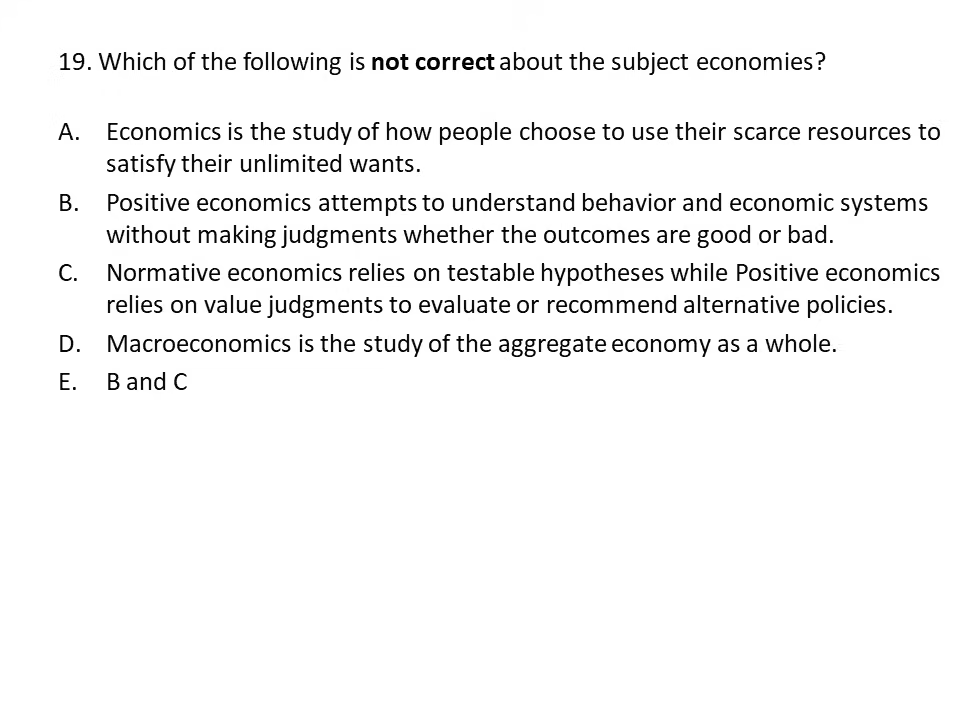 19. Which of the following is not correct about the subject economies?
A. Economics is the study of how people choose to use their scarce resources to
satisfy their unlimited wants.
B. Positive economics attempts to understand behavior and economic systems
without making judgments whether the outcomes are good or bad.
C. Normative economics relies on testable hypotheses while Positive economics
relies on value judgments to evaluate or recommend alternative policies.
D. Macroeconomics is the study of the aggregate economy as a whole.
E. B and C